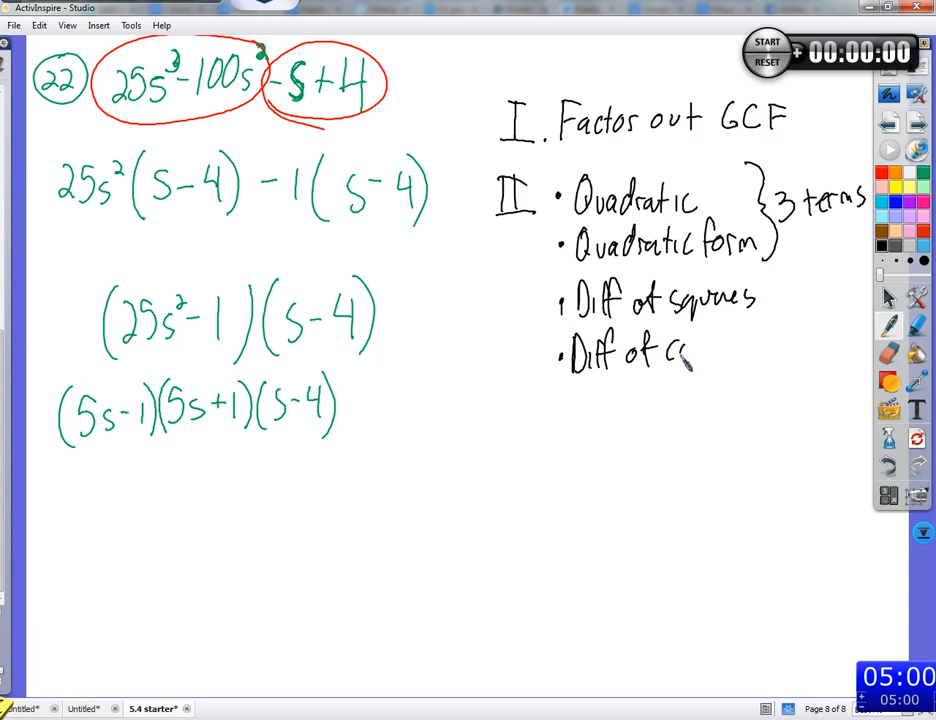 ActivInspire - Studio
File Edit View Insert Tools Help
START
RESET
00:00:00
22 25s³-100s²-s+4
25s²(s-4) -1(s-4)
(25s²-1)(s-4)
(5s-1)(5s+1)(s-4)
I. Factor out GCF
II • Quadratic
• Quadratic form
} 3 terms
• Diff of squares
• Diff of c
05:00
05:00
ntitled*
Untitled*
5.4 starter*
Page 8 of 8